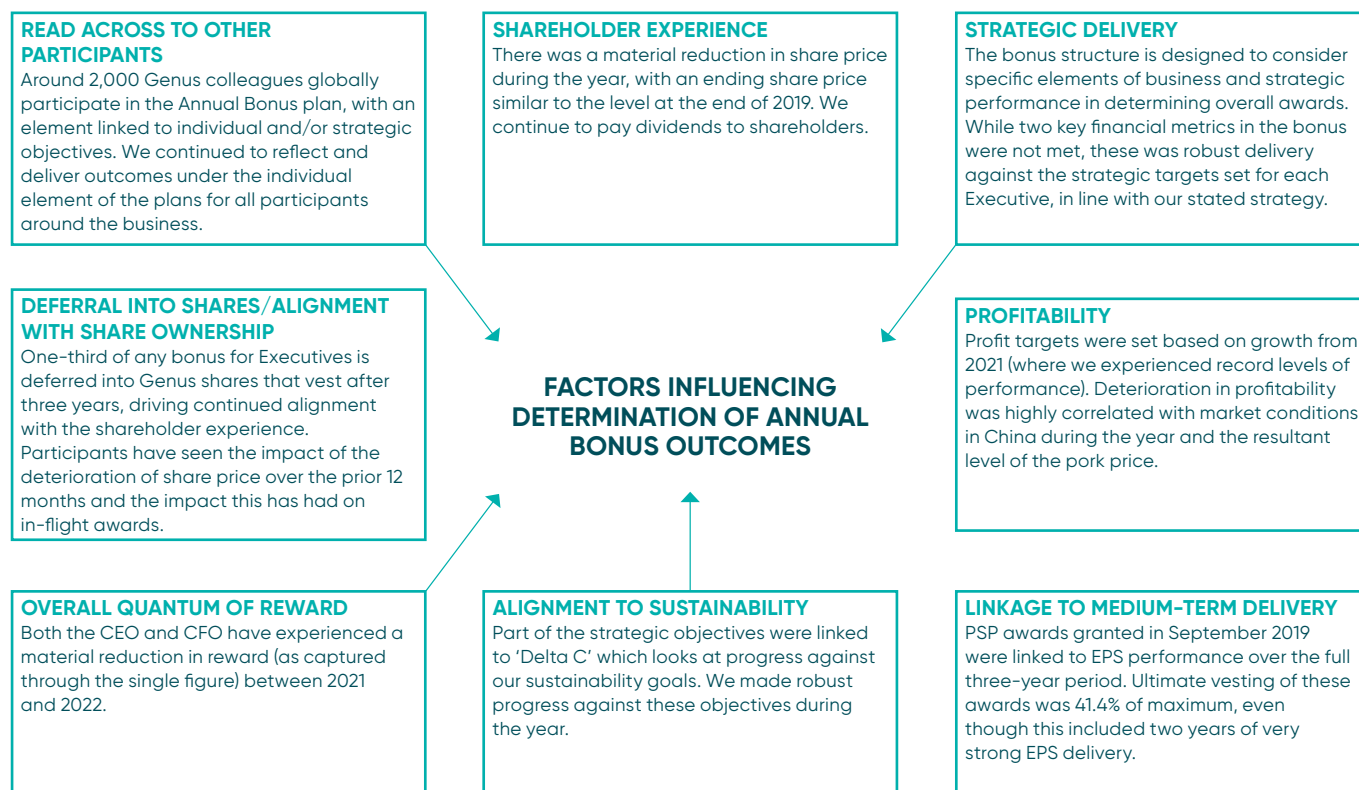 READ ACROSS TO OTHER
PARTICIPANTS
Around 2,000 Genus colleagues globally
participate in the Annual Bonus plan, with an
element linked to individual and/or strategic
objectives. We continued to reflect and
deliver outcomes under the individual
element of the plans for all participants
around the business.
SHAREHOLDER EXPERIENCE
There was a material reduction in share price
during the year, with an ending share price
similar to the level at the end of 2019. We
continue to pay dividends to shareholders.
STRATEGIC DELIVERY
The bonus structure is designed to consider
specific elements of business and strategic
performance in determining overall awards.
While two key financial metrics in the bonus
were not met, these was robust delivery
against the strategic targets set for each
Executive, in line with our stated strategy.
DEFERRAL INTO SHARES/ALIGNMENT
WITH SHARE OWNERSHIP
One-third of any bonus for Executives is
deferred into Genus shares that vest after
three years, driving continued alignment
with the shareholder experience.
Participants have seen the impact of the
deterioration of share price over the prior 12
months and the impact this has had on
in-flight awards.
FACTORS INFLUENCING
DETERMINATION OF ANNUAL
BONUS OUTCOMES
PROFITABILITY
Profit targets were set based on growth from
2021 (where we experienced record levels of
performance). Deterioration in profitability
was highly correlated with market conditions
in China during the year and the resultant
level of the pork price.
OVERALL QUANTUM OF REWARD
Both the CEO and CFO have experienced a
material reduction in reward (as captured
through the single figure) between 2021
and 2022.
ALIGNMENT TO SUSTAINABILITY
Part of the strategic objectives were linked
to ‘Delta C’ which looks at progress against
our sustainability goals. We made robust
progress against these objectives during
the year.
LINKAGE TO MEDIUM-TERM DELIVERY
PSP awards granted in September 2019
were linked to EPS performance over the full
three-year period. Ultimate vesting of these
awards was 41.4% of maximum, even
though this included two years of very
strong EPS delivery.